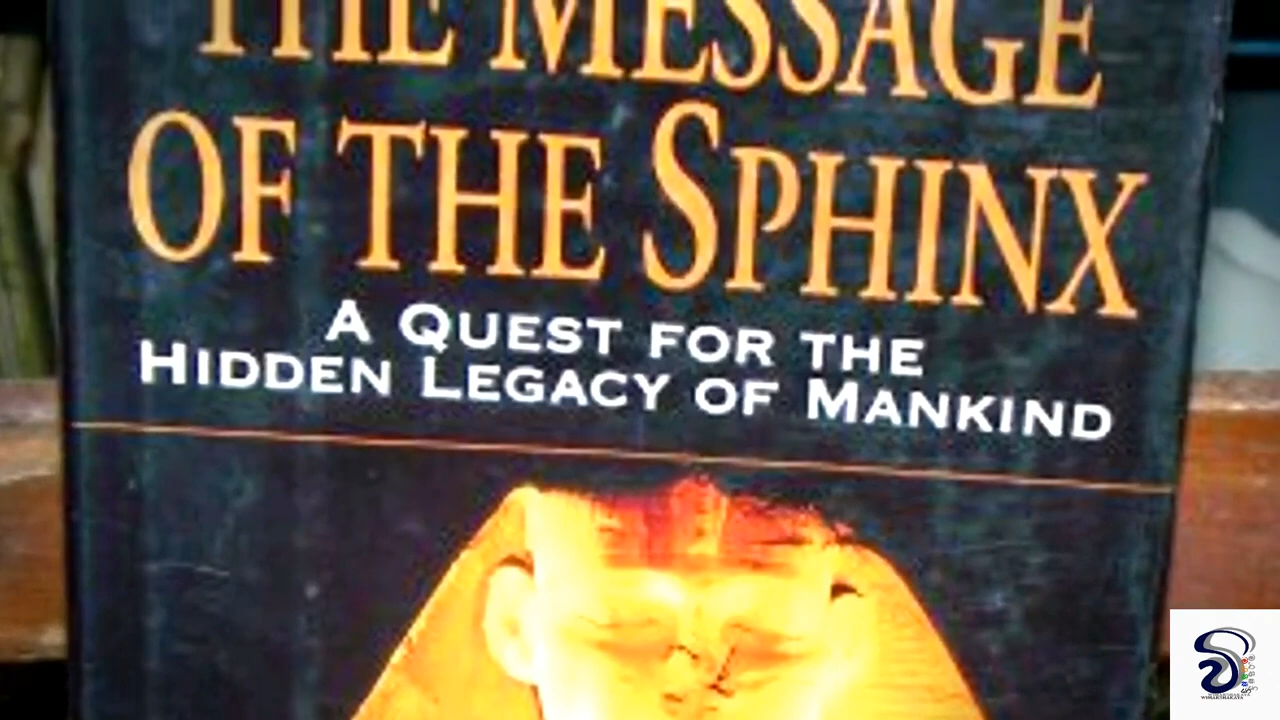 THE MESSAGE
OF THE SPHINX
A QUEST FOR THE
HIDDEN LEGACY OF MANKIND